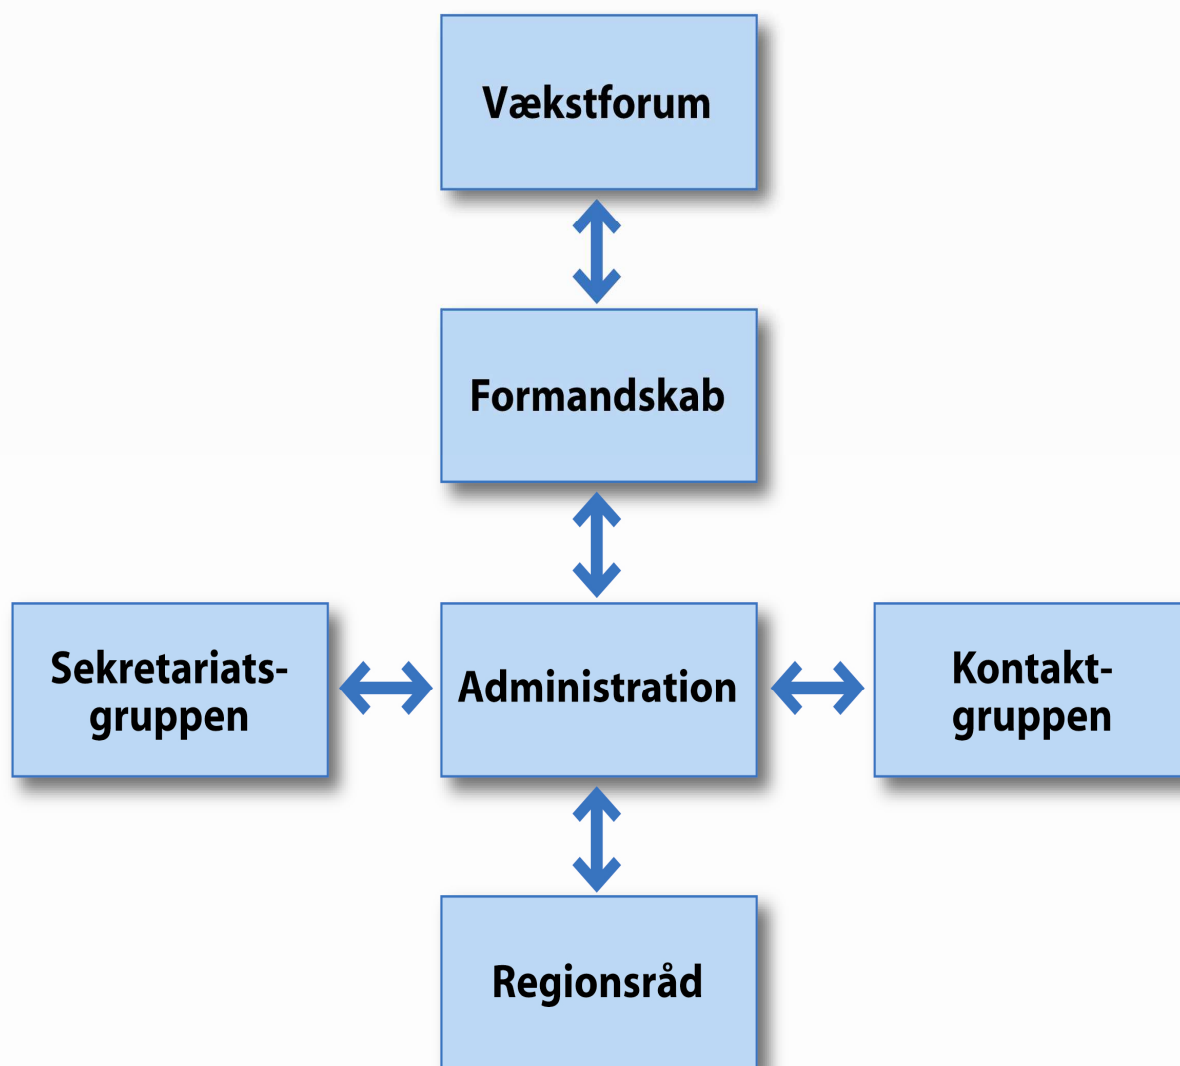 Vækstforum
Formandskab
Sekretariats-
gruppen
Administration
Kontakt-
gruppen
Regionsråd